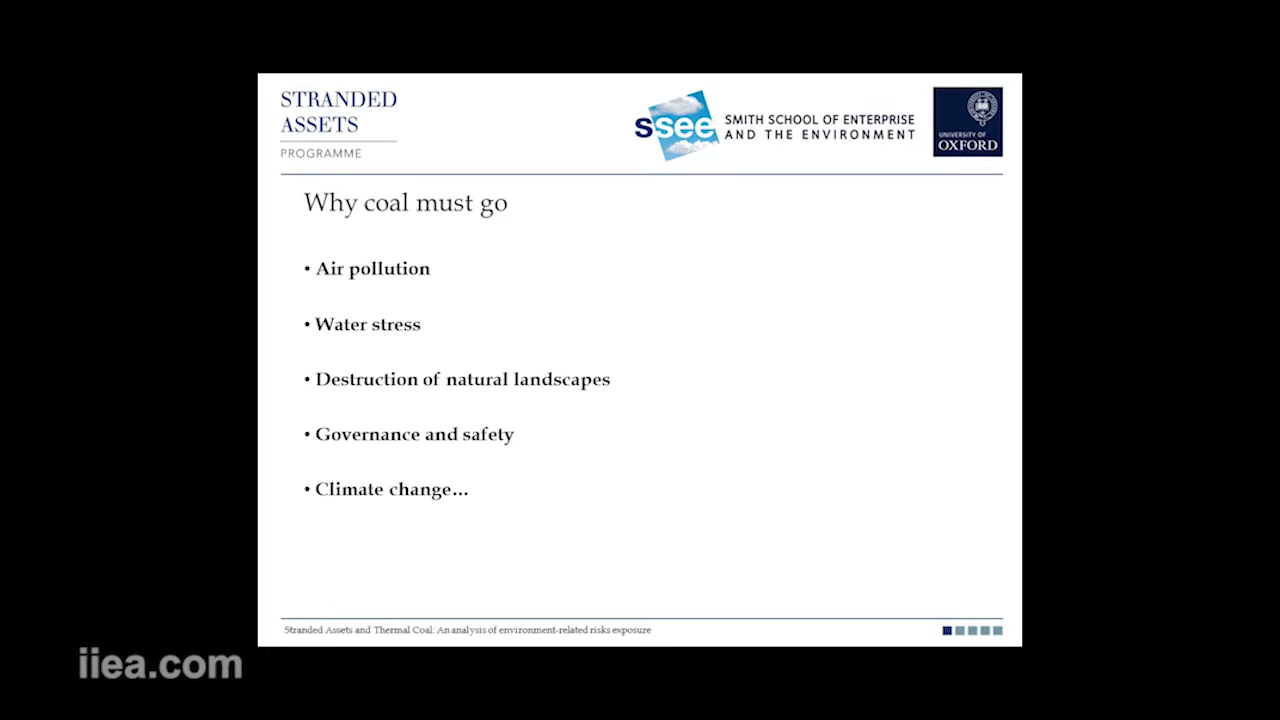 STRANDED
ASSETS
PROGRAMME
ssee
SMITH SCHOOL OF ENTERPRISE
AND THE ENVIRONMENT
UNIVERSITY OF
OXFORD
Why coal must go
• Air pollution
• Water stress
• Destruction of natural landscapes
• Governance and safety
• Climate change...
Stranded Assets and Thermal Coal: An analysis of environment-related risks exposure
iiea.com